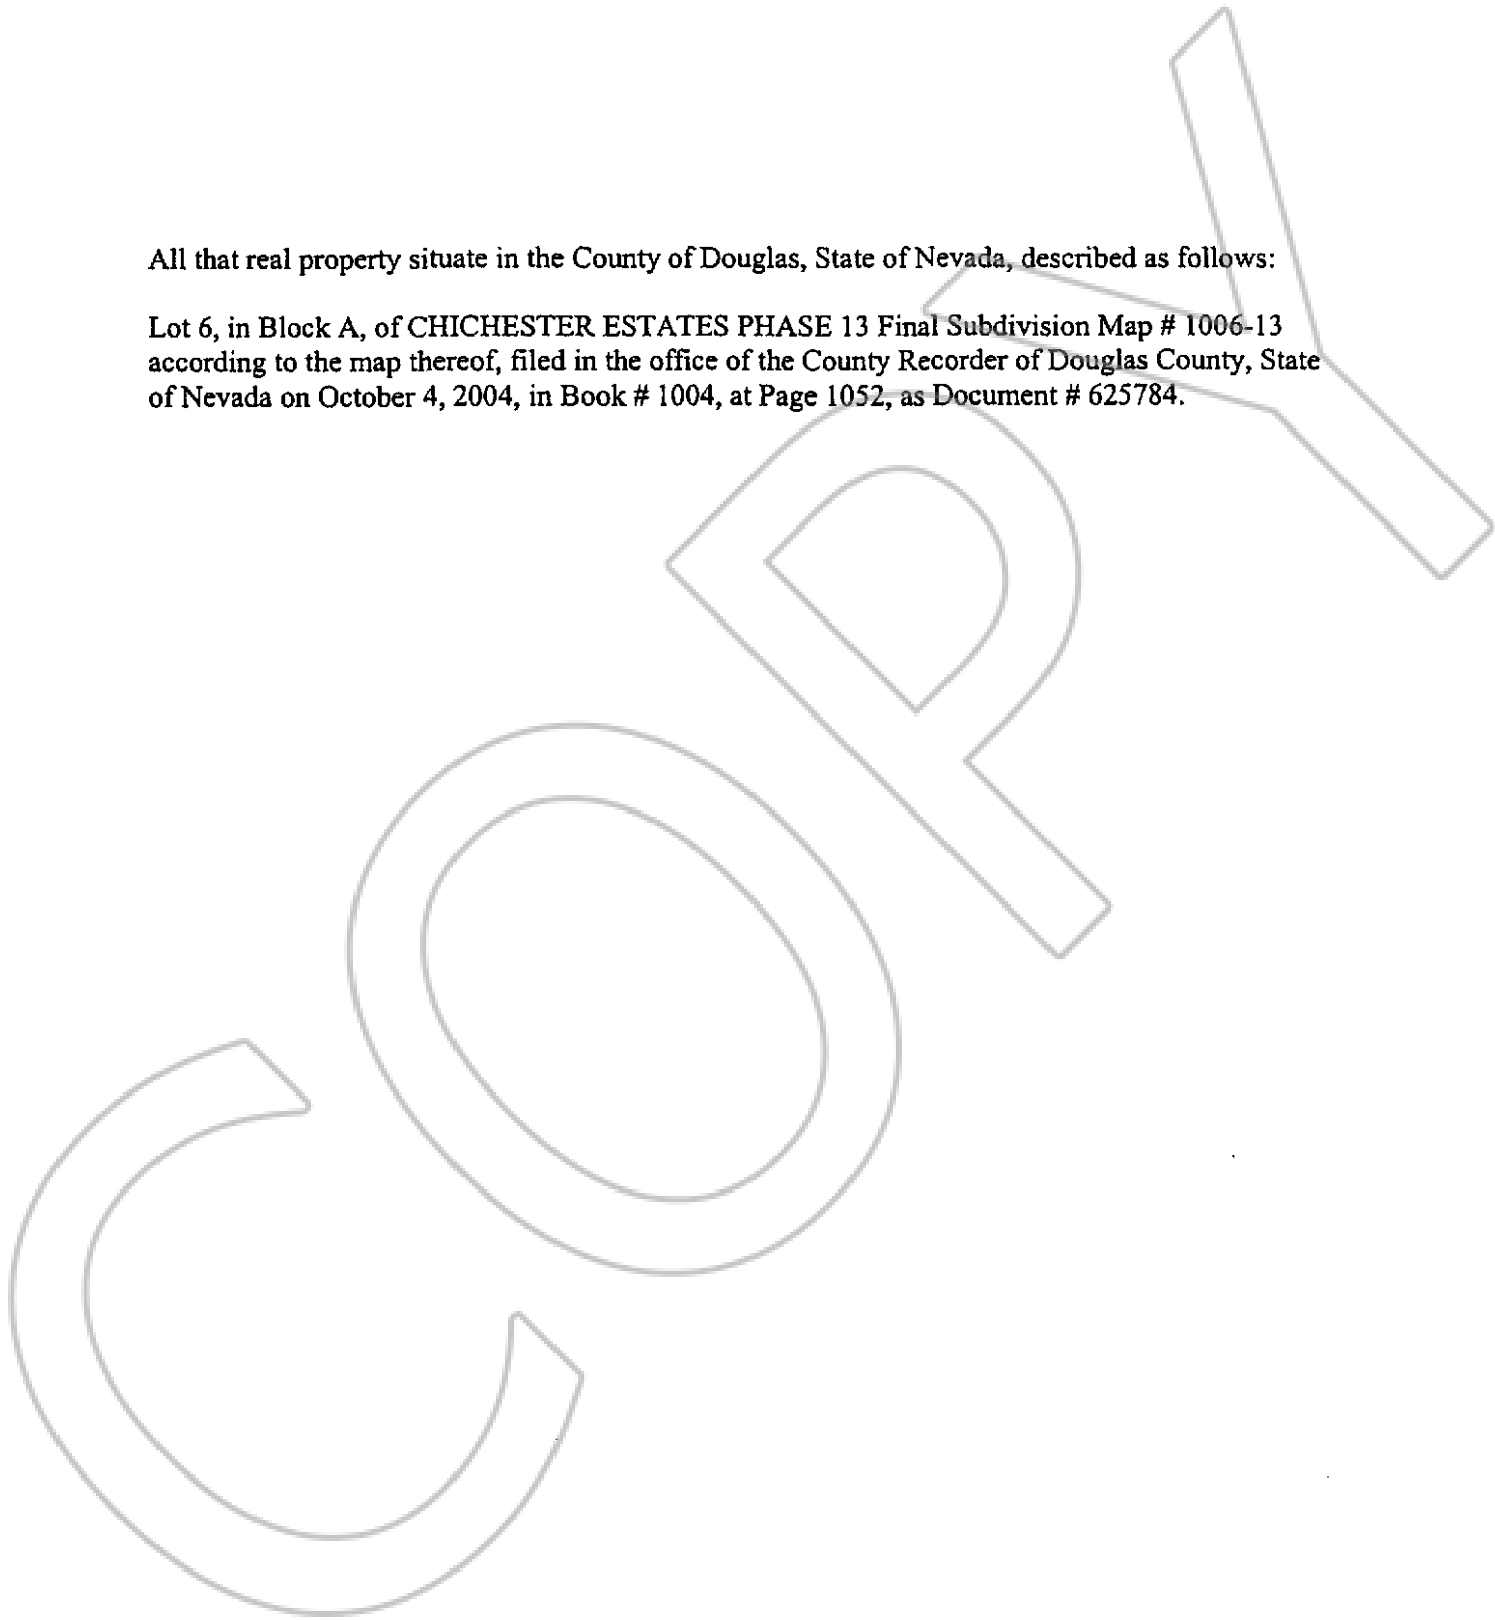 All that real property situate in the County of Douglas, State of Nevada, described as follows:
Lot 6, in Block A, of CHICHESTER ESTATES PHASE 13 Final Subdivision Map # 1006-13
according to the map thereof, filed in the office of the County Recorder of Douglas County, State
of Nevada on October 4, 2004, in Book # 1004, at Page 1052, as Document # 625784.
COPY